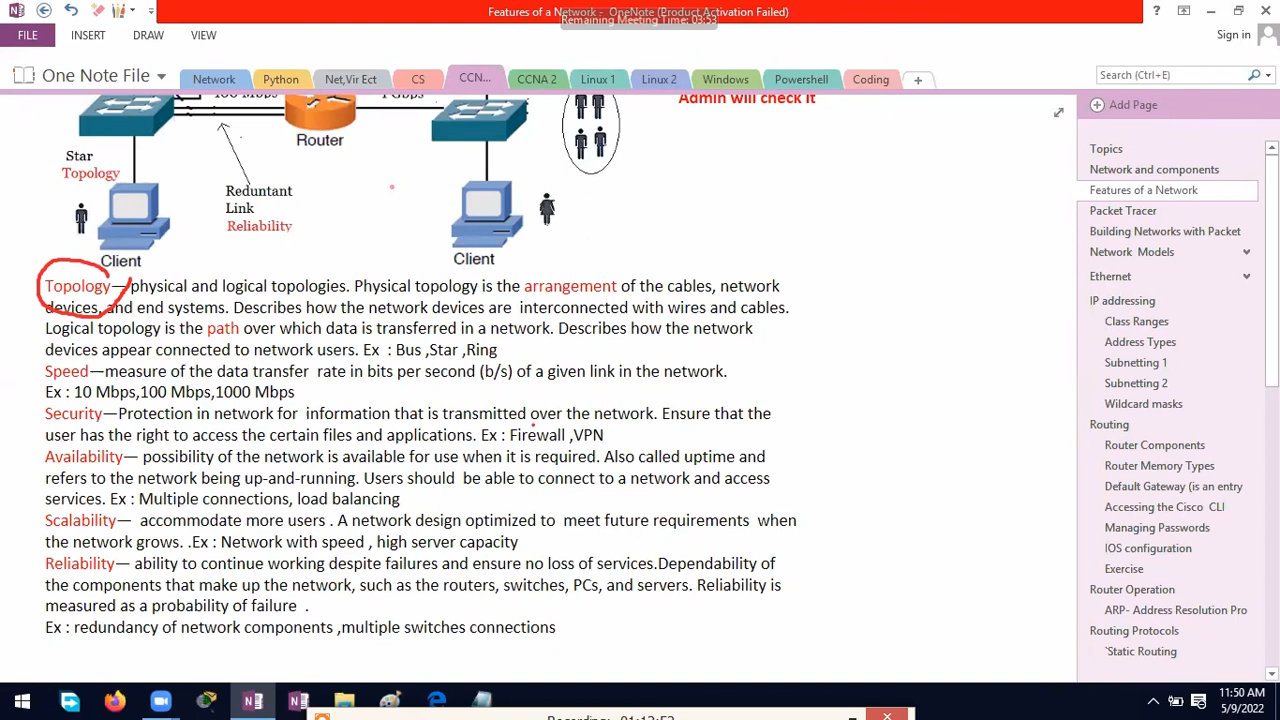 Features of a Network - OneNote (Product Activation Failed)
Remaining Meeting Time: 03:53
FILE INSERT DRAW VIEW
Sign in
One Note File
Network Python Net,Vir Ect CS CCN... CCNA 2 Linux 1 Linux 2 Windows Powershell Coding
Search (Ctrl+E)
Admin will check it
Router
Star
Topology
Reduntant
Link
Reliability
Client
Client
Topology—physical and logical topologies. Physical topology is the arrangement of the cables, network
devices, and end systems. Describes how the network devices are interconnected with wires and cables.
Logical topology is the path over which data is transferred in a network. Describes how the network
devices appear connected to network users. Ex : Bus ,Star ,Ring
Speed—measure of the data transfer rate in bits per second (b/s) of a given link in the network.
Ex : 10 Mbps,100 Mbps,1000 Mbps
Security—Protection in network for information that is transmitted over the network. Ensure that the
user has the right to access the certain files and applications. Ex : Firewall ,VPN
Availability— possibility of the network is available for use when it is required. Also called uptime and
refers to the network being up-and-running. Users should be able to connect to a network and access
services. Ex : Multiple connections, load balancing
Scalability— accommodate more users . A network design optimized to meet future requirements when
the network grows. .Ex : Network with speed , high server capacity
Reliability— ability to continue working despite failures and ensure no loss of services.Dependability of
the components that make up the network, such as the routers, switches, PCs, and servers. Reliability is
measured as a probability of failure .
Ex : redundancy of network components ,multiple switches connections
Add Page
Topics
Network and components
Features of a Network
Packet Tracer
Building Networks with Packet
Network Models
Ethernet
IP addressing
Class Ranges
Address Types
Subnetting 1
Subnetting 2
Wildcard masks
Routing
Router Components
Router Memory Types
Default Gateway (is an entry
Accessing the Cisco CLI
Managing Passwords
IOS configuration
Exercise
Router Operation
ARP- Address Resolution Pro
Routing Protocols
`Static Routing
11:50 AM
5/9/2022